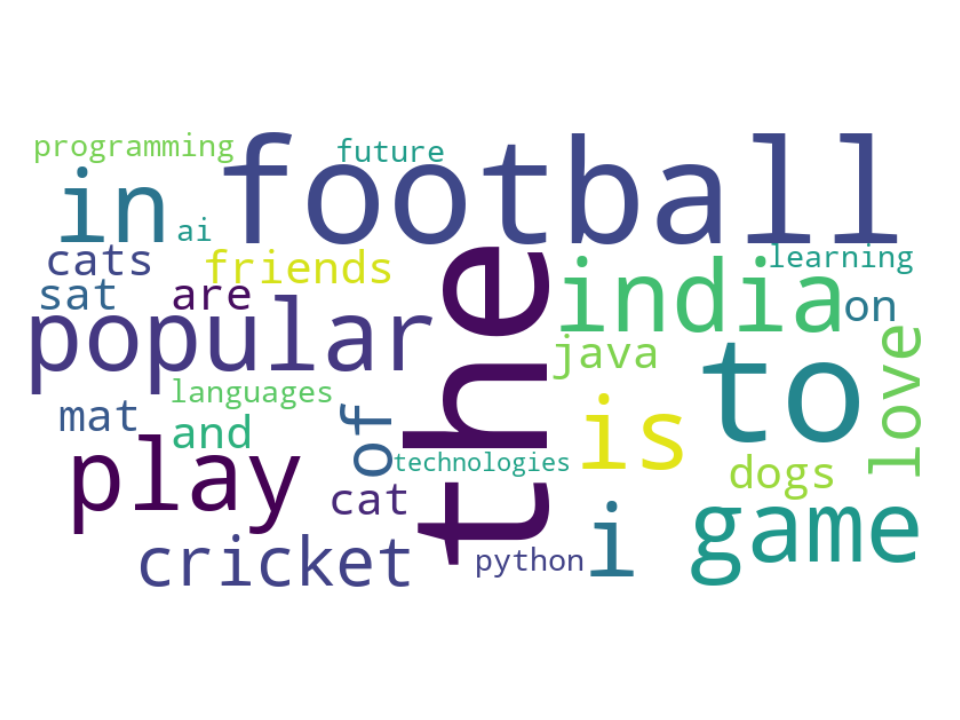 programming
future
football
in
ai
cats
friends
learning
the
india
sat
are
on
popular
java
love
to
languages
mat
and
of
is
play
technologies
dogs
cat
i
game
cricket
python